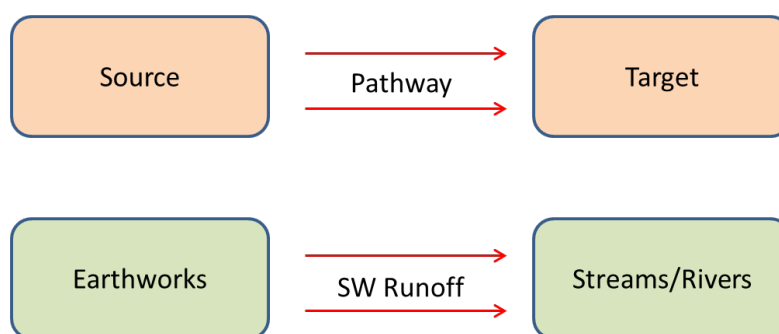 Source
Pathway
Target
Earthworks
SW Runoff
Streams/Rivers